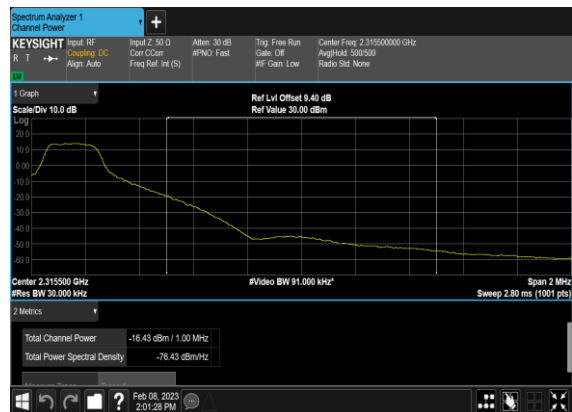 Spectrum Analyzer 1
Channel Power
KEYSIGHT
R T
Input: RF
Coupling: DC
Align: Auto
Input Z: 50 Ω
Corr CCorr
Freq Ref: Int (S)
Atten: 30 dB
#PNO: Fast
Trig: Free Run
Gate: Off
#IF Gain: Low
Center Freq: 2.315500000 GHz
Avg|Hold: 500/500
Radio Std: None
1 Graph
Scale/Div 10.0 dB
Ref Lvl Offset 9.40 dB
Ref Value 30.00 dBm
Log
20.0
10.0
0.00
-10.0
-20.0
-30.0
-40.0
-50.0
-60.0
Center 2.315500 GHz
#Res BW 30.000 kHz
#Video BW 91.000 kHz*
Span 2 MHz
Sweep 2.80 ms (1001 pts)
2 Metrics
Total Channel Power -16.43 dBm / 1.00 MHz
Total Power Spectral Density -76.43 dBm/Hz
Feb 08, 2023
2:01:28 PM